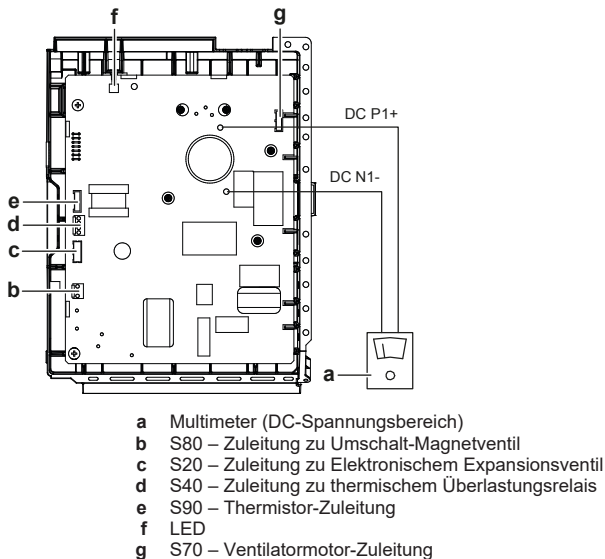 f
g
DC P1+
DC N1-
e
d
c
b
a
a Multimeter (DC-Spannungsbereich)
b S80 – Zuleitung zu Umschalt-Magnetventil
c S20 – Zuleitung zu Elektronischem Expansionsventil
d S40 – Zuleitung zu thermischem Überlastungsrelais
e S90 – Thermistor-Zuleitung
f LED
g S70 – Ventilatormotor-Zuleitung